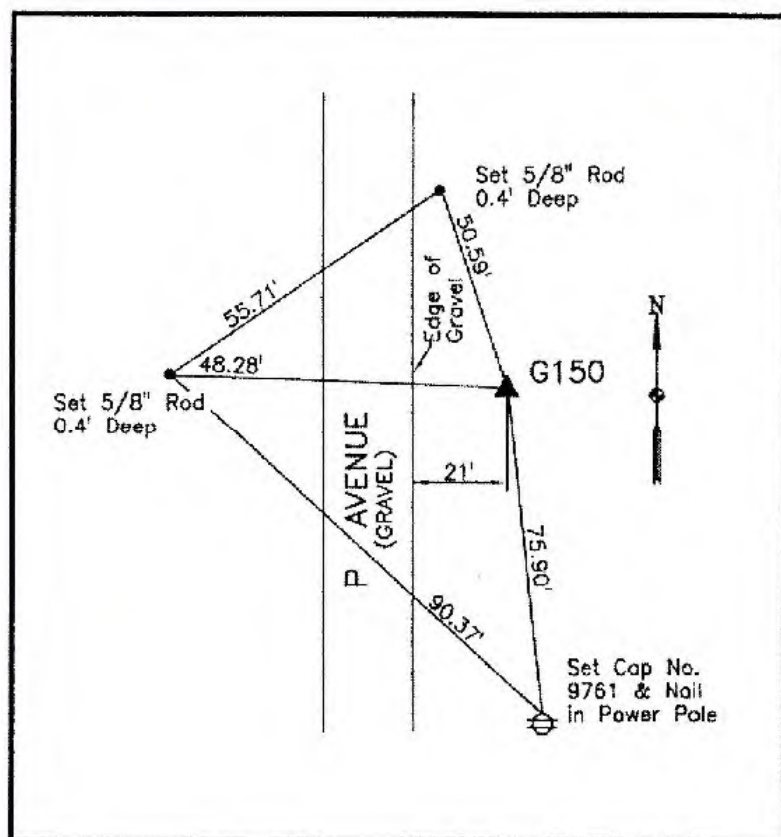 Set 5/8" Rod
0.4' Deep
50.59'
55.71'
Edge of
Gravel
N
48.28'
G150
Set 5/8" Rod
0.4' Deep
P AVENUE
(GRAVEL)
21'
75.90'
90.37'
Set Cap No.
9761 & Nail
in Power Pole